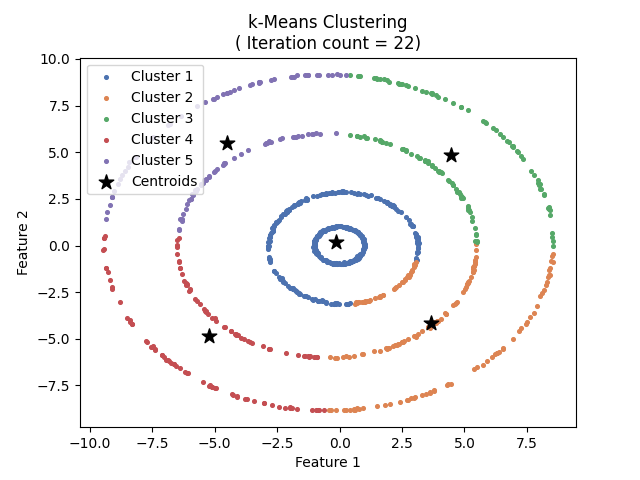 k-Means Clustering
( Iteration count = 22)
10.0
7.5
5.0
2.5
0.0
−2.5
−5.0
−7.5
Feature 2
Cluster 1
Cluster 2
Cluster 3
Cluster 4
Cluster 5
Centroids
−10.0 −7.5 −5.0 −2.5 0.0 2.5 5.0 7.5
Feature 1